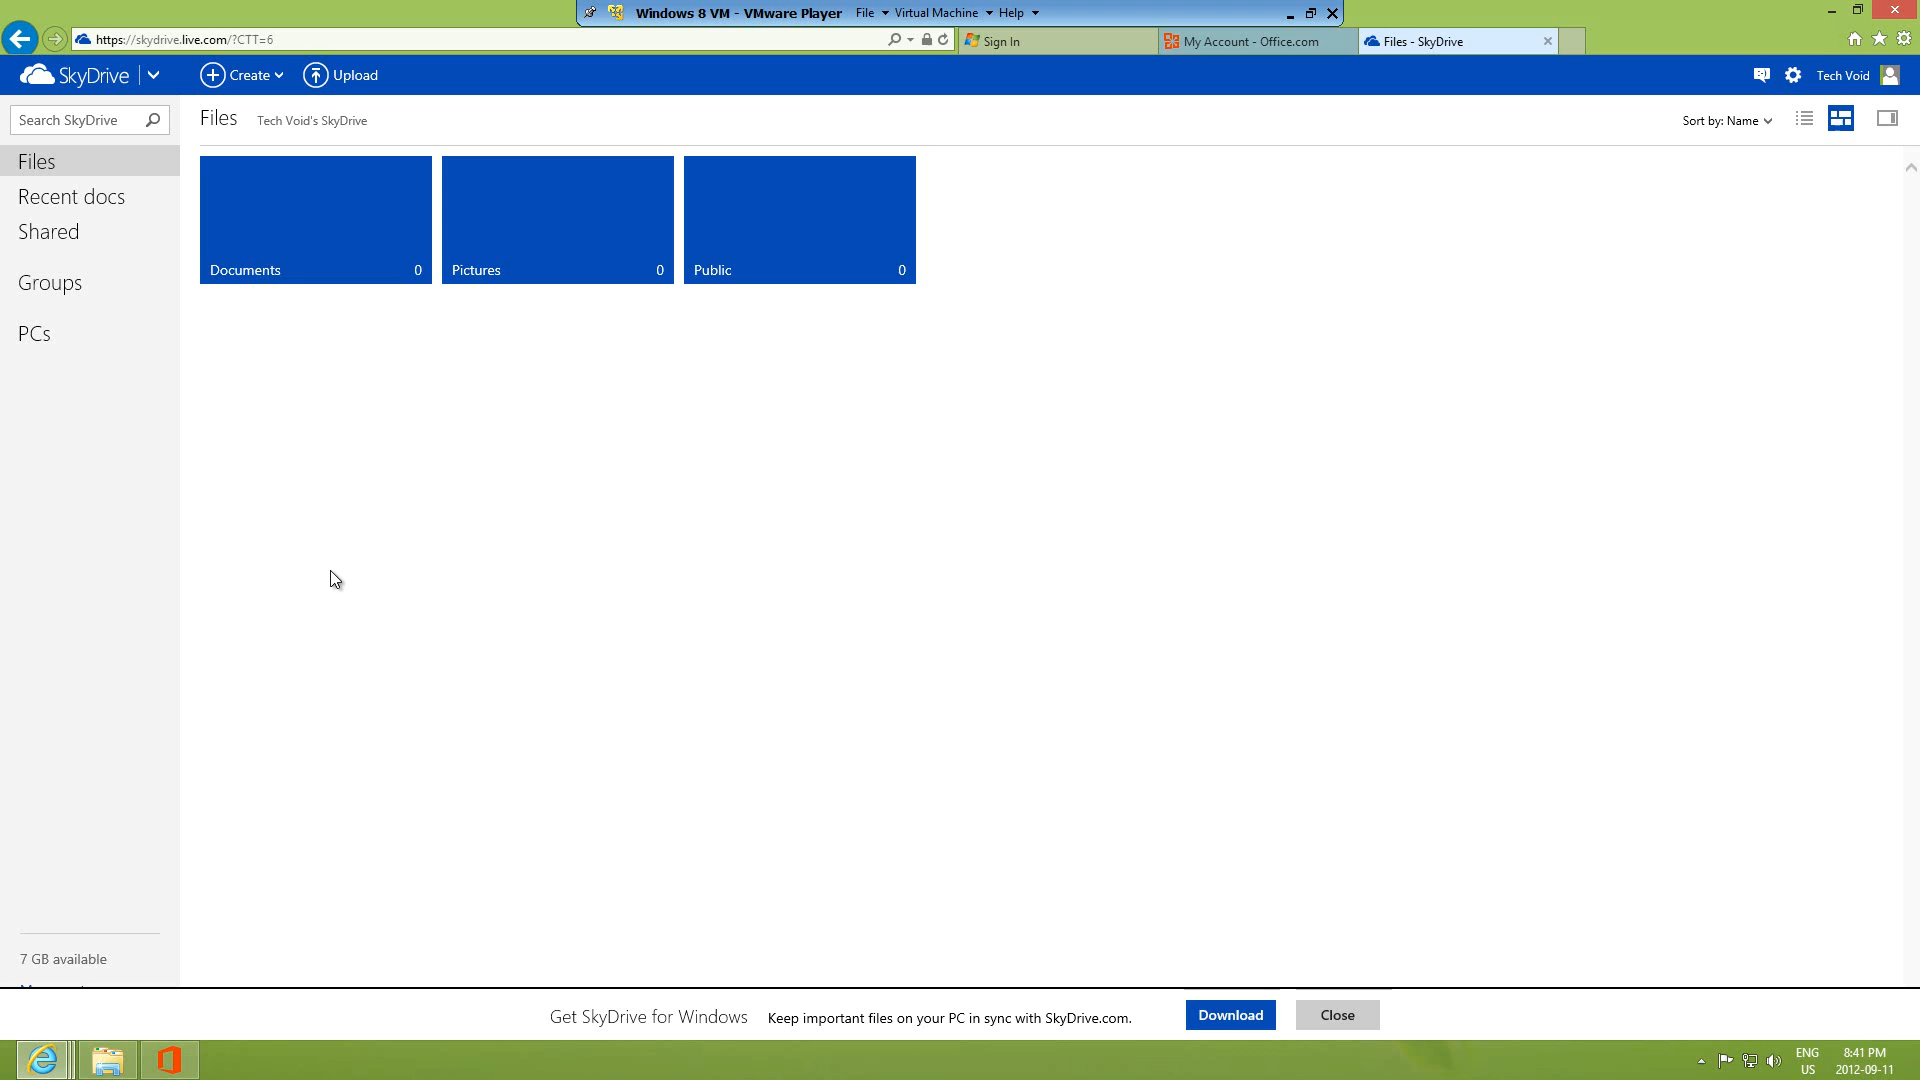 Windows 8 VM - VMware Player File Virtual Machine Help
https://skydrive.live.com/?CTT=6
Sign In
My Account - Office.com
Files - SkyDrive
SkyDrive
Create
Upload
Tech Void
Search SkyDrive
Files
Tech Void's SkyDrive
Sort by: Name
Files
Recent docs
Shared
Groups
PCs
Documents 0
Pictures 0
Public 0
7 GB available
Get SkyDrive for Windows
Keep important files on your PC in sync with SkyDrive.com.
Download
Close
ENG
US
8:41 PM
2012-09-11